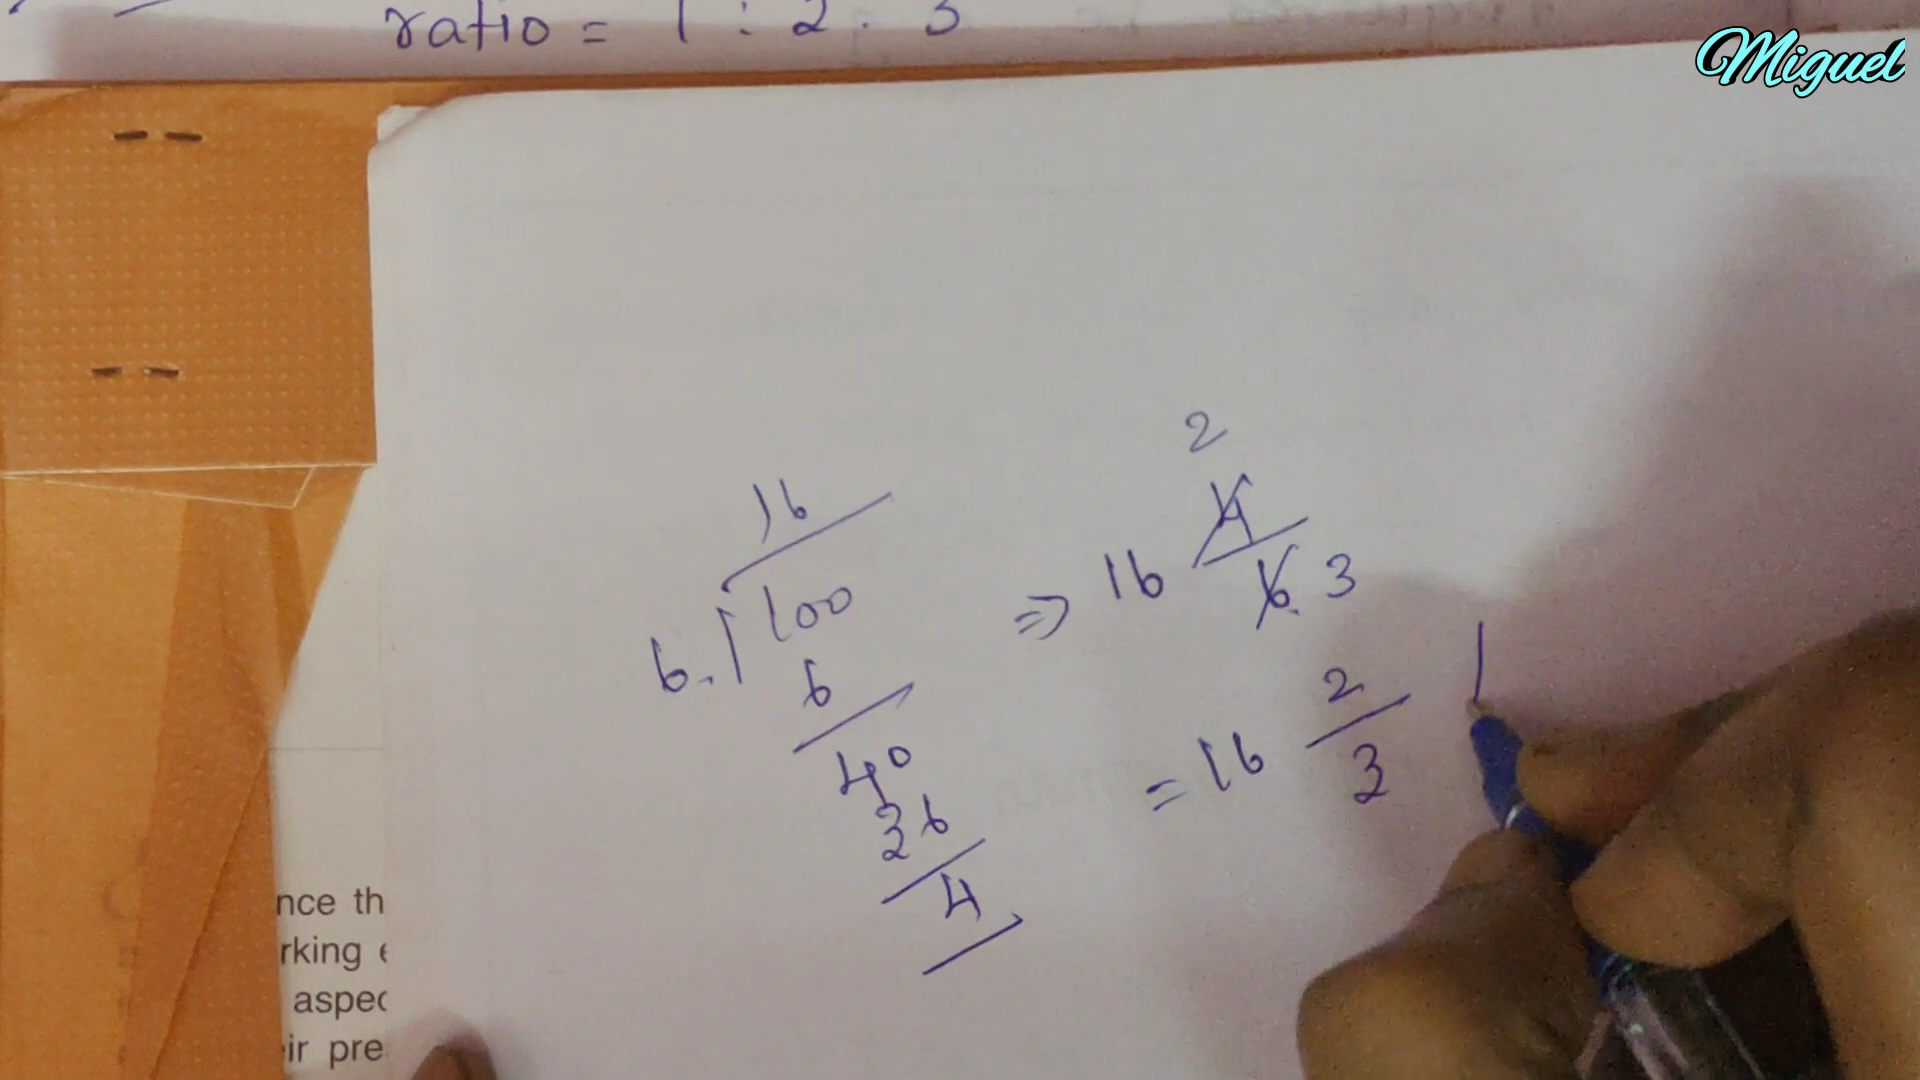 ratio = 1 : 2 : 3
Miguel
16
6.) 100
6
40
36
4
2
⇒ 16 4/6 3
= 16 2/3
nce th
rking
aspec
eir pre